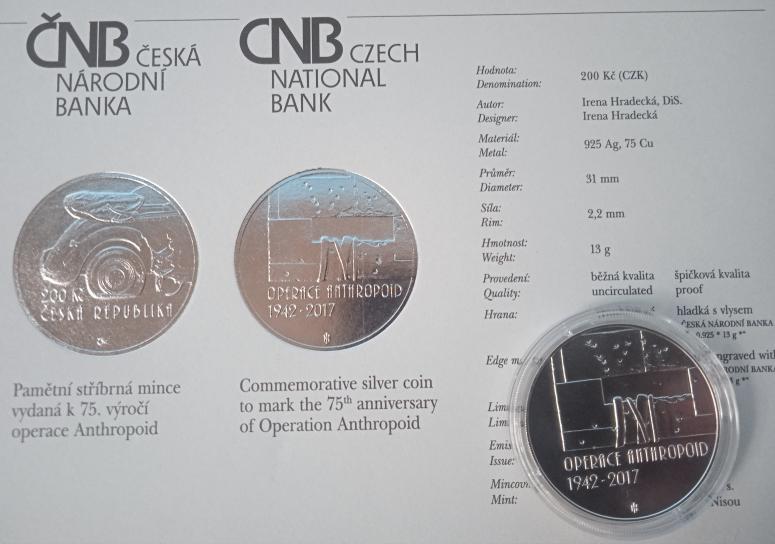 ČNB ČESKÁ
NÁRODNÍ
BANKA
CNB CZECH
NATIONAL
BANK
200 Kč
ČESKÁ REPUBLIKA
OPERACE ANTHROPOID
1942-2017
Pamětní stříbrná mince
vydaná k 75. výročí
operace Anthropoid
Commemorative silver coin
to mark the 75th anniversary
of Operation Anthropoid
Hodnota:
Denomination: 200 Kč (CZK)
Autor: Irena Hradecká, DiS.
Designer: Irena Hradecká
Materiál:
Metal: 925 Ag, 75 Cu
Průměr:
Diameter: 31 mm
Síla:
Rim: 2,2 mm
Hmotnost:
Weight: 13 g
Provedení: běžná kvalita špičková kvalita
Quality: uncirculated proof
Hrana: hladká s vlysem
ČESKÁ NÁRODNÍ BANKA
0.925 * 13 g *
Edge
Issue:
Mint: Nisou
OPERACE ANTHROPOID
1942-2017